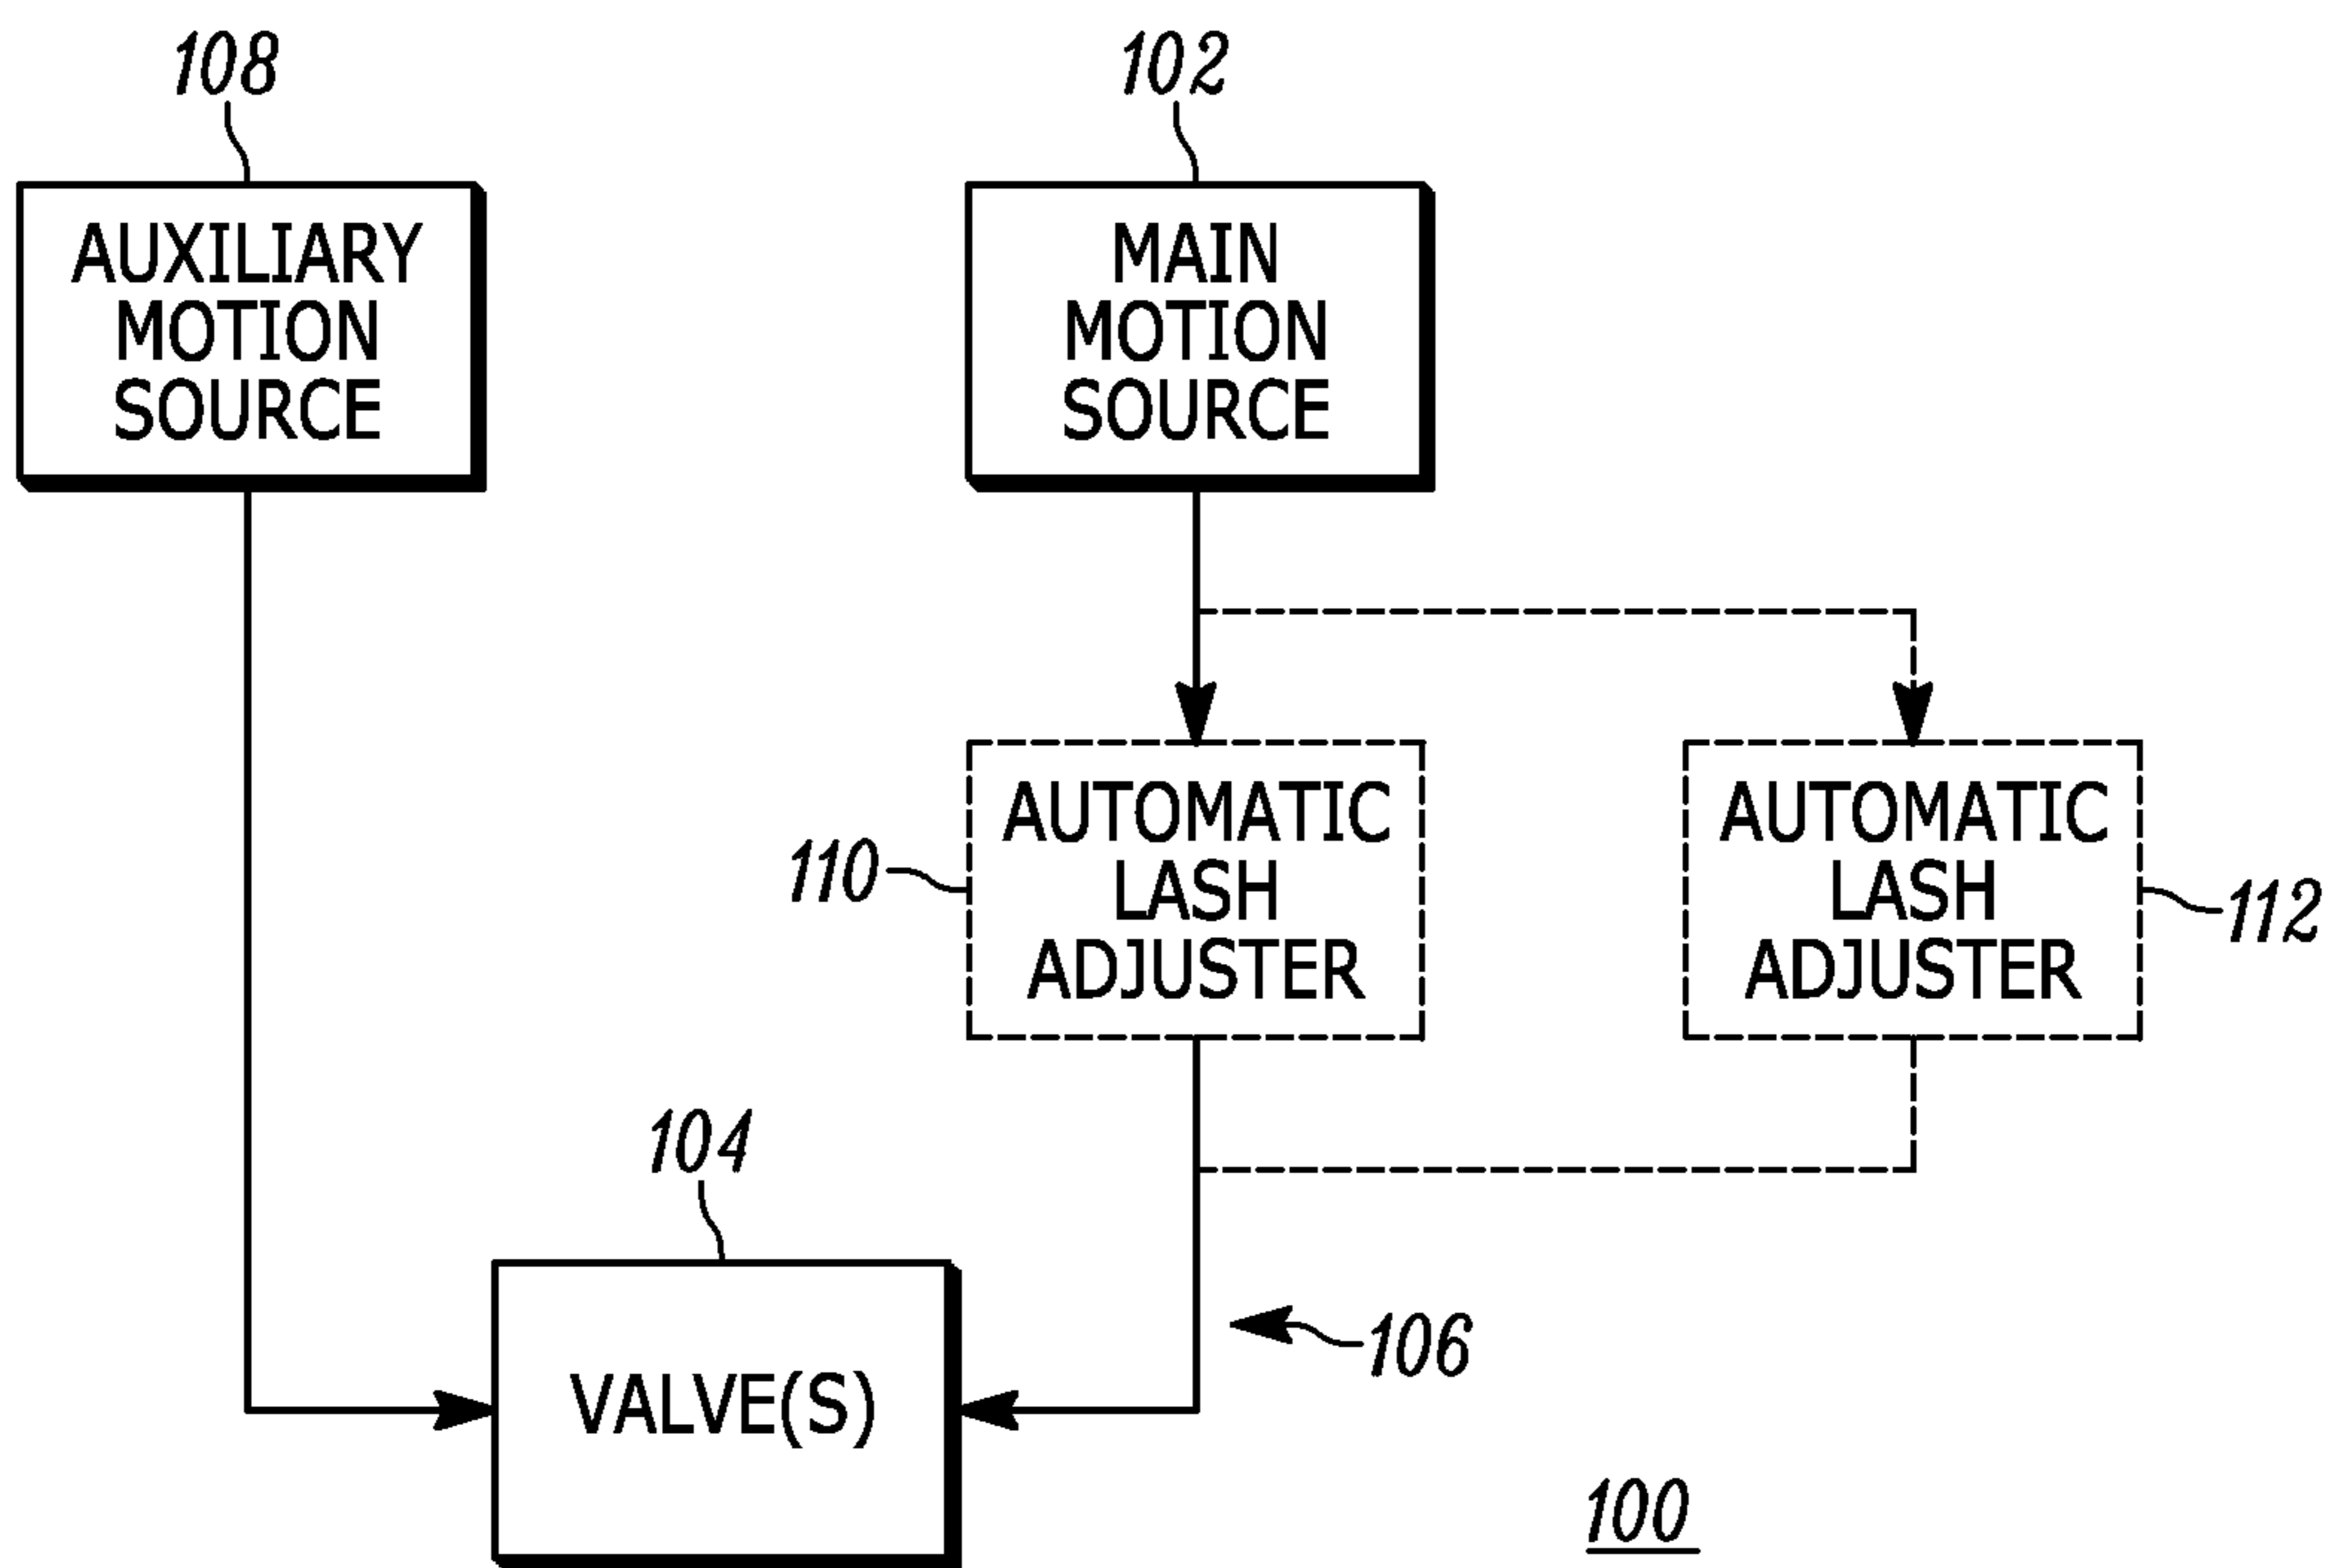 108
102
AUXILIARY
MOTION
SOURCE
MAIN
MOTION
SOURCE
110
AUTOMATIC
LASH
ADJUSTER
AUTOMATIC
LASH
ADJUSTER
112
104
VALVE(S)
106
100